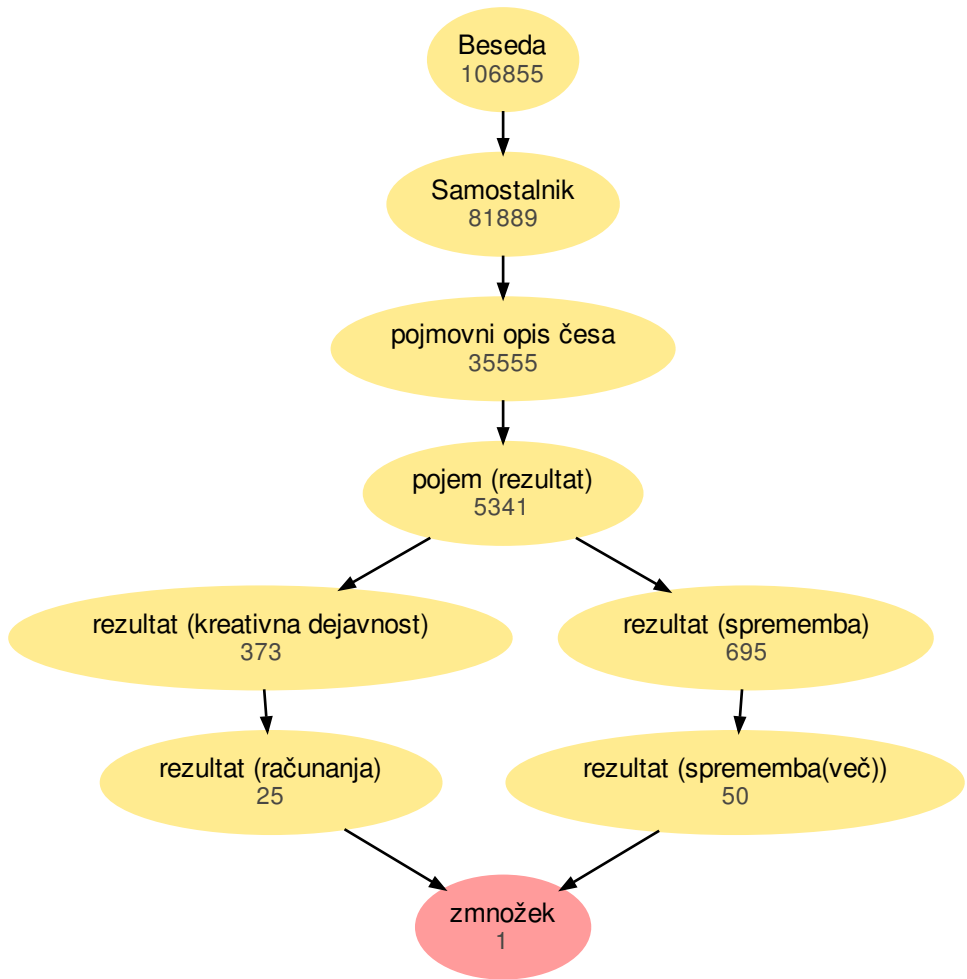 Beseda
106855
Samostalnik
81889
pojmovni opis česa
35555
pojem (rezultat)
5341
rezultat (kreativna dejavnost)
373
rezultat (sprememba)
695
rezultat (računanja)
25
rezultat (sprememba(več))
50
zmnožek
1